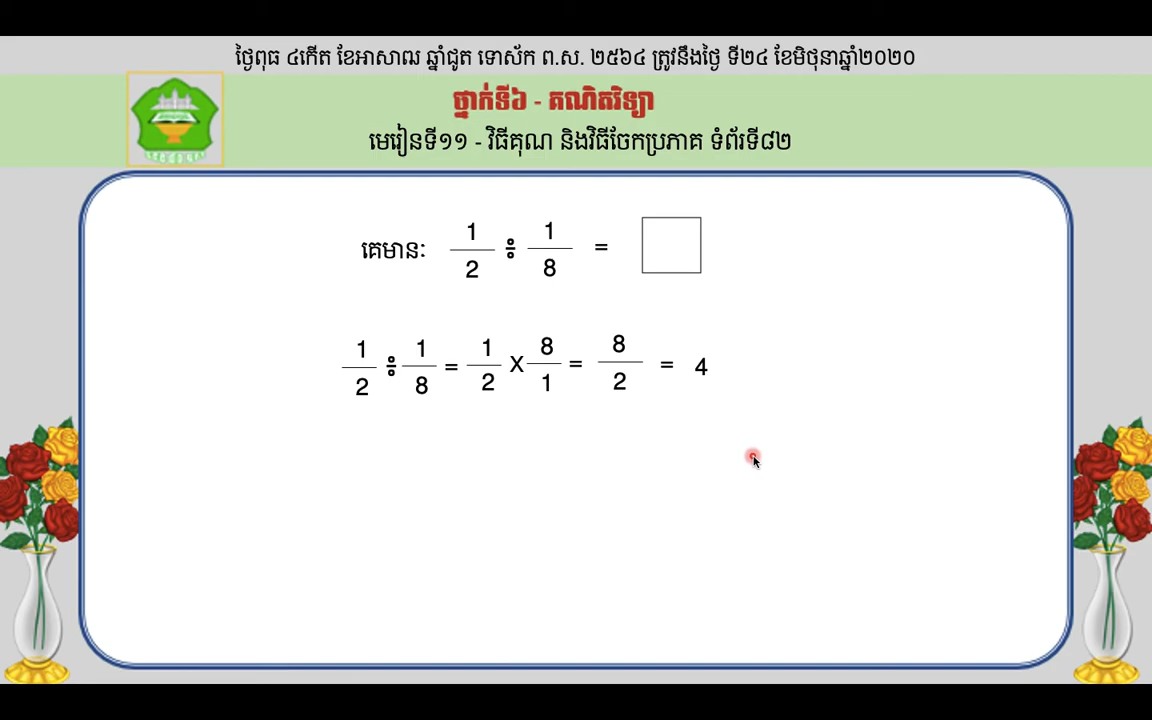 ថ្ងៃពុធ ៤កើត ខែអាសាឍ ឆ្នាំជូត ទោស័ក ព.ស. ២៥៦៤ ត្រូវនឹងថ្ងៃ ទី២៤ ខែមិថុនាឆ្នាំ២០២០
ថ្នាក់ទី៦ - គណិតវិទ្យា
មេរៀនទី១១ - វិធីគុណ និងវិធីចែកប្រភាគ ទំព័រទី៨២
គេមានៈ 1/2 ÷ 1/8 =
1/2 ÷ 1/8 = 1/2 X 8/1 = 8/2 = 4